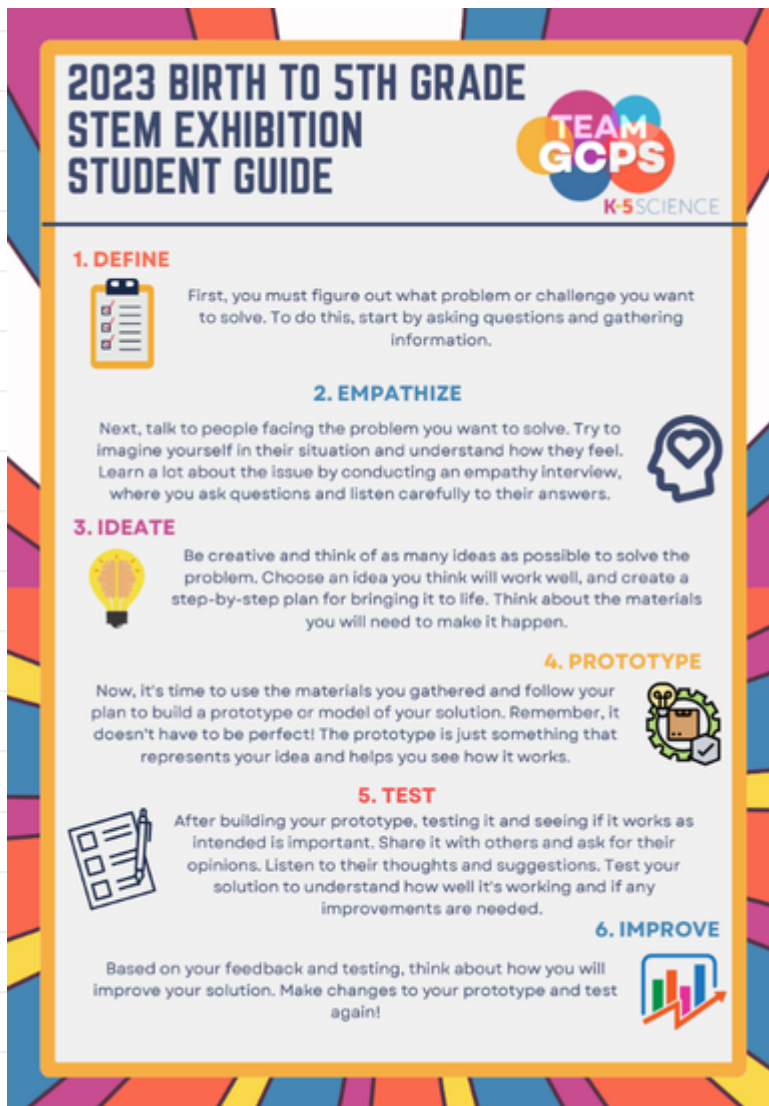 2023 BIRTH TO 5TH GRADE
STEM EXHIBITION
STUDENT GUIDE
TEAM
GCPS
K-5 SCIENCE
1. DEFINE
First, you must figure out what problem or challenge you want
to solve. To do this, start by asking questions and gathering
information.
2. EMPATHIZE
Next, talk to people facing the problem you want to solve. Try to
imagine yourself in their situation and understand how they feel.
Learn a lot about the issue by conducting an empathy interview,
where you ask questions and listen carefully to their answers.
3. IDEATE
Be creative and think of as many ideas as possible to solve the
problem. Choose an idea you think will work well, and create a
step-by-step plan for bringing it to life. Think about the materials
you will need to make it happen.
4. PROTOTYPE
Now, it's time to use the materials you gathered and follow your
plan to build a prototype or model of your solution. Remember, it
doesn't have to be perfect! The prototype is just something that
represents your idea and helps you see how it works.
5. TEST
After building your prototype, testing it and seeing if it works as
intended is important. Share it with others and ask for their
opinions. Listen to their thoughts and suggestions. Test your
solution to understand how well it's working and if any
improvements are needed.
6. IMPROVE
Based on your feedback and testing, think about how you will
improve your solution. Make changes to your prototype and test
again!